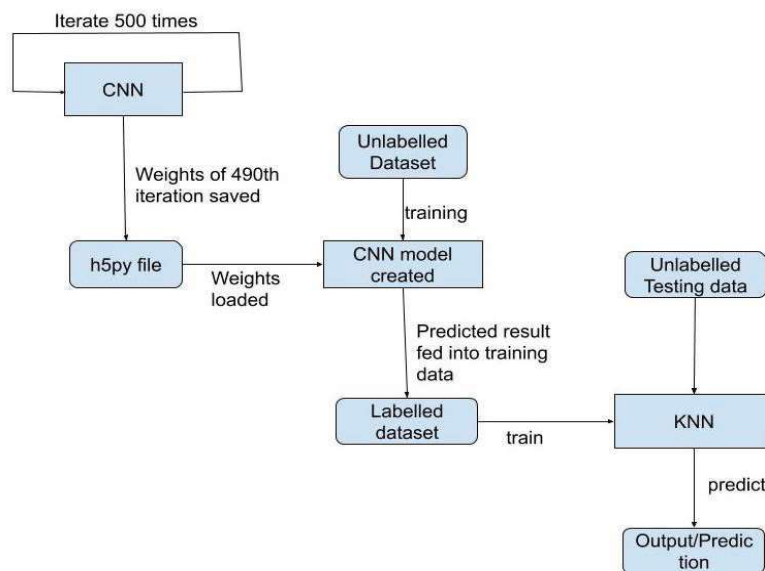 Iterate 500 times
CNN
Weights of 490th
iteration saved
h5py file
Weights
loaded
Unlabelled
Dataset
training
CNN model
created
Predicted result
fed into training
data
Labelled
dataset
train
Unlabelled
Testing data
KNN
predict
Output/Predic
tion